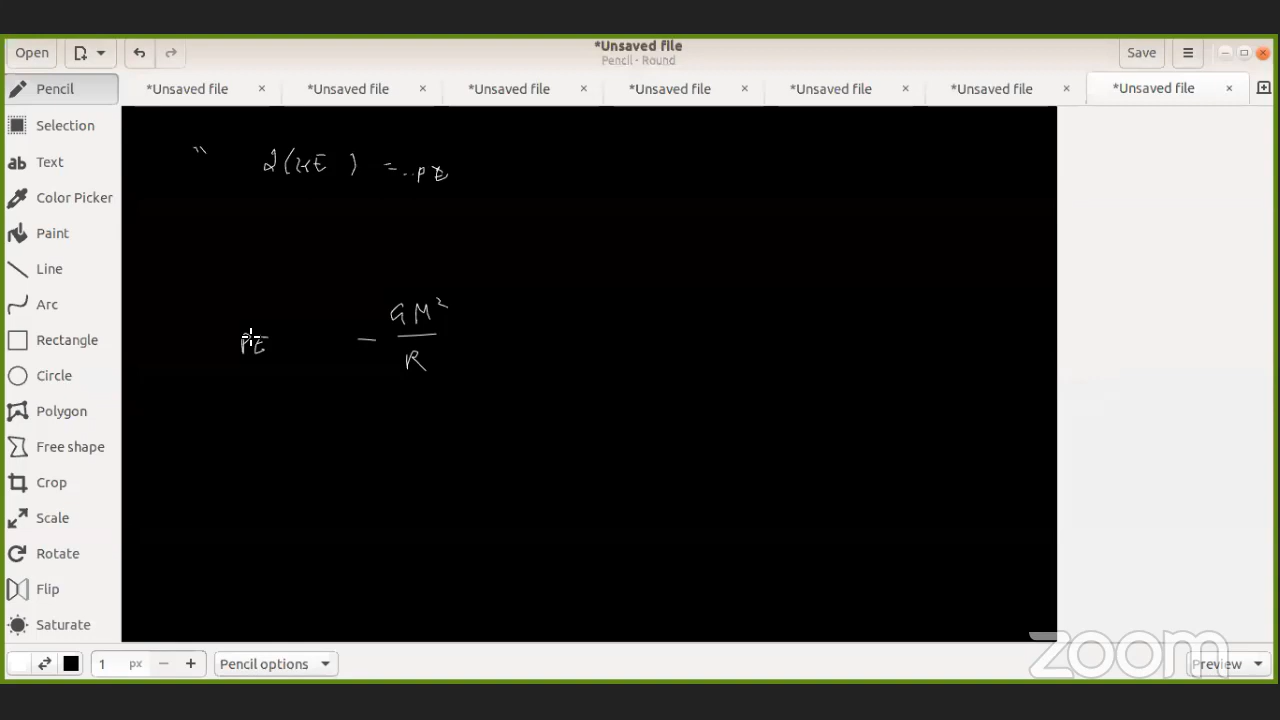 *Unsaved file
Open
Pencil - Round
Save
Pencil
*Unsaved file × *Unsaved file × *Unsaved file × *Unsaved file × *Unsaved file × *Unsaved file × *Unsaved file ×
Selection
ab Text
Color Picker
Paint
Line
Arc
Rectangle
Circle
Polygon
Free shape
Crop
Scale
Rotate
Flip
Saturate
" 2(KE) = -PE
PE - GM²
R
1 px − + Pencil options
Preview
zoom